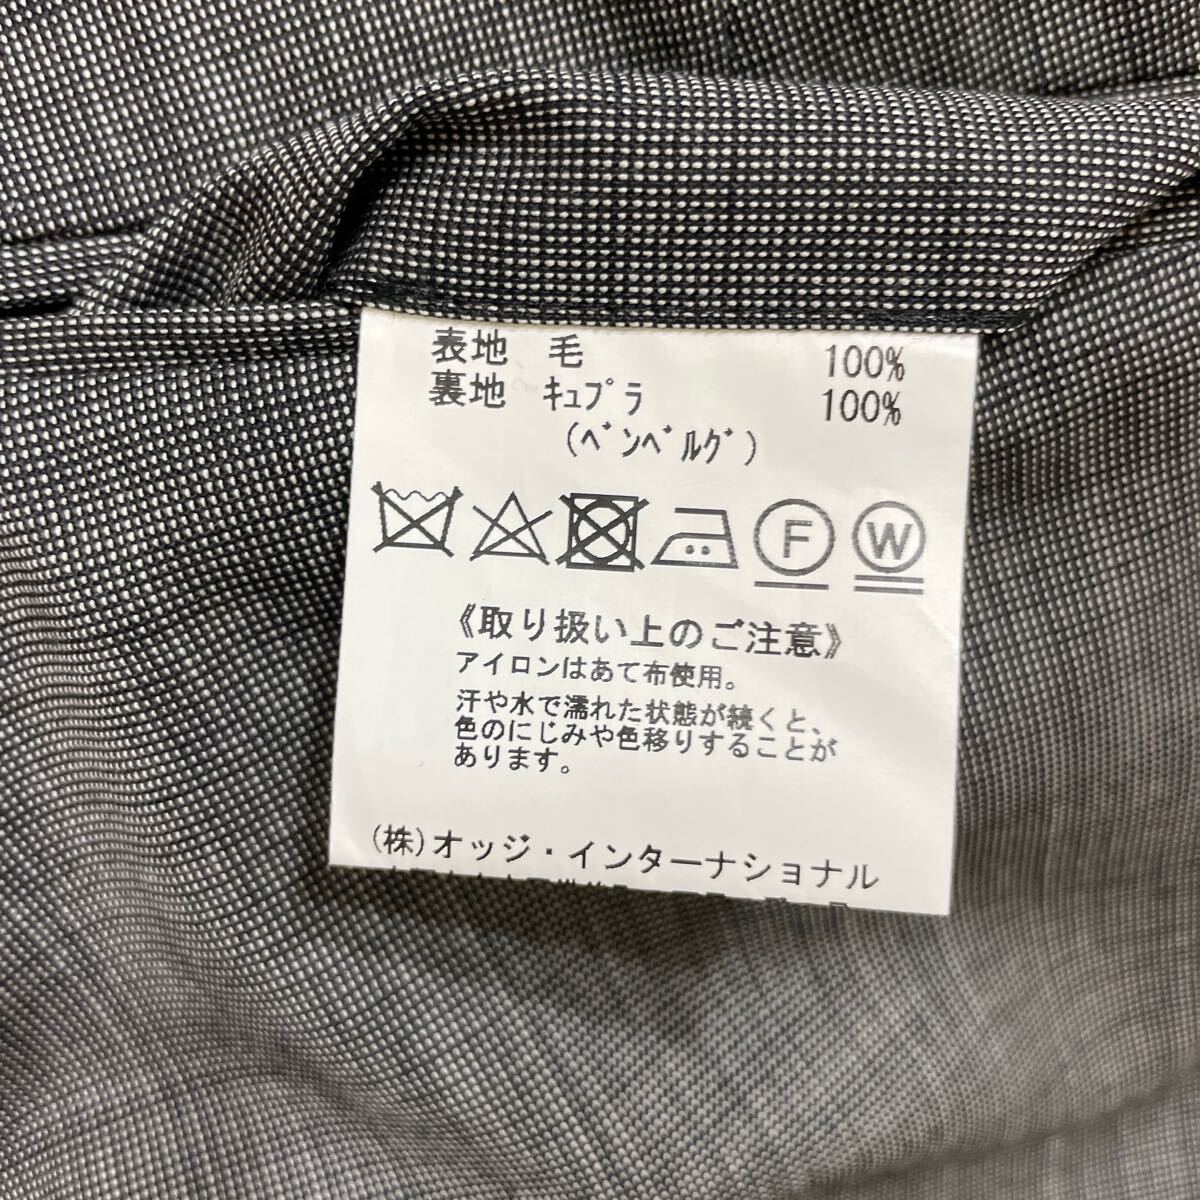 表地 毛 100%
裏地 ｷｭﾌﾟﾗ 100%
(ﾍﾞﾝﾍﾞﾙｸﾞ)
F W
《取り扱い上のご注意》
アイロンはあて布使用。
汗や水で濡れた状態が続くと、
色のにじみや色移りすることが
あります。
(株)オッジ・インターナショナル